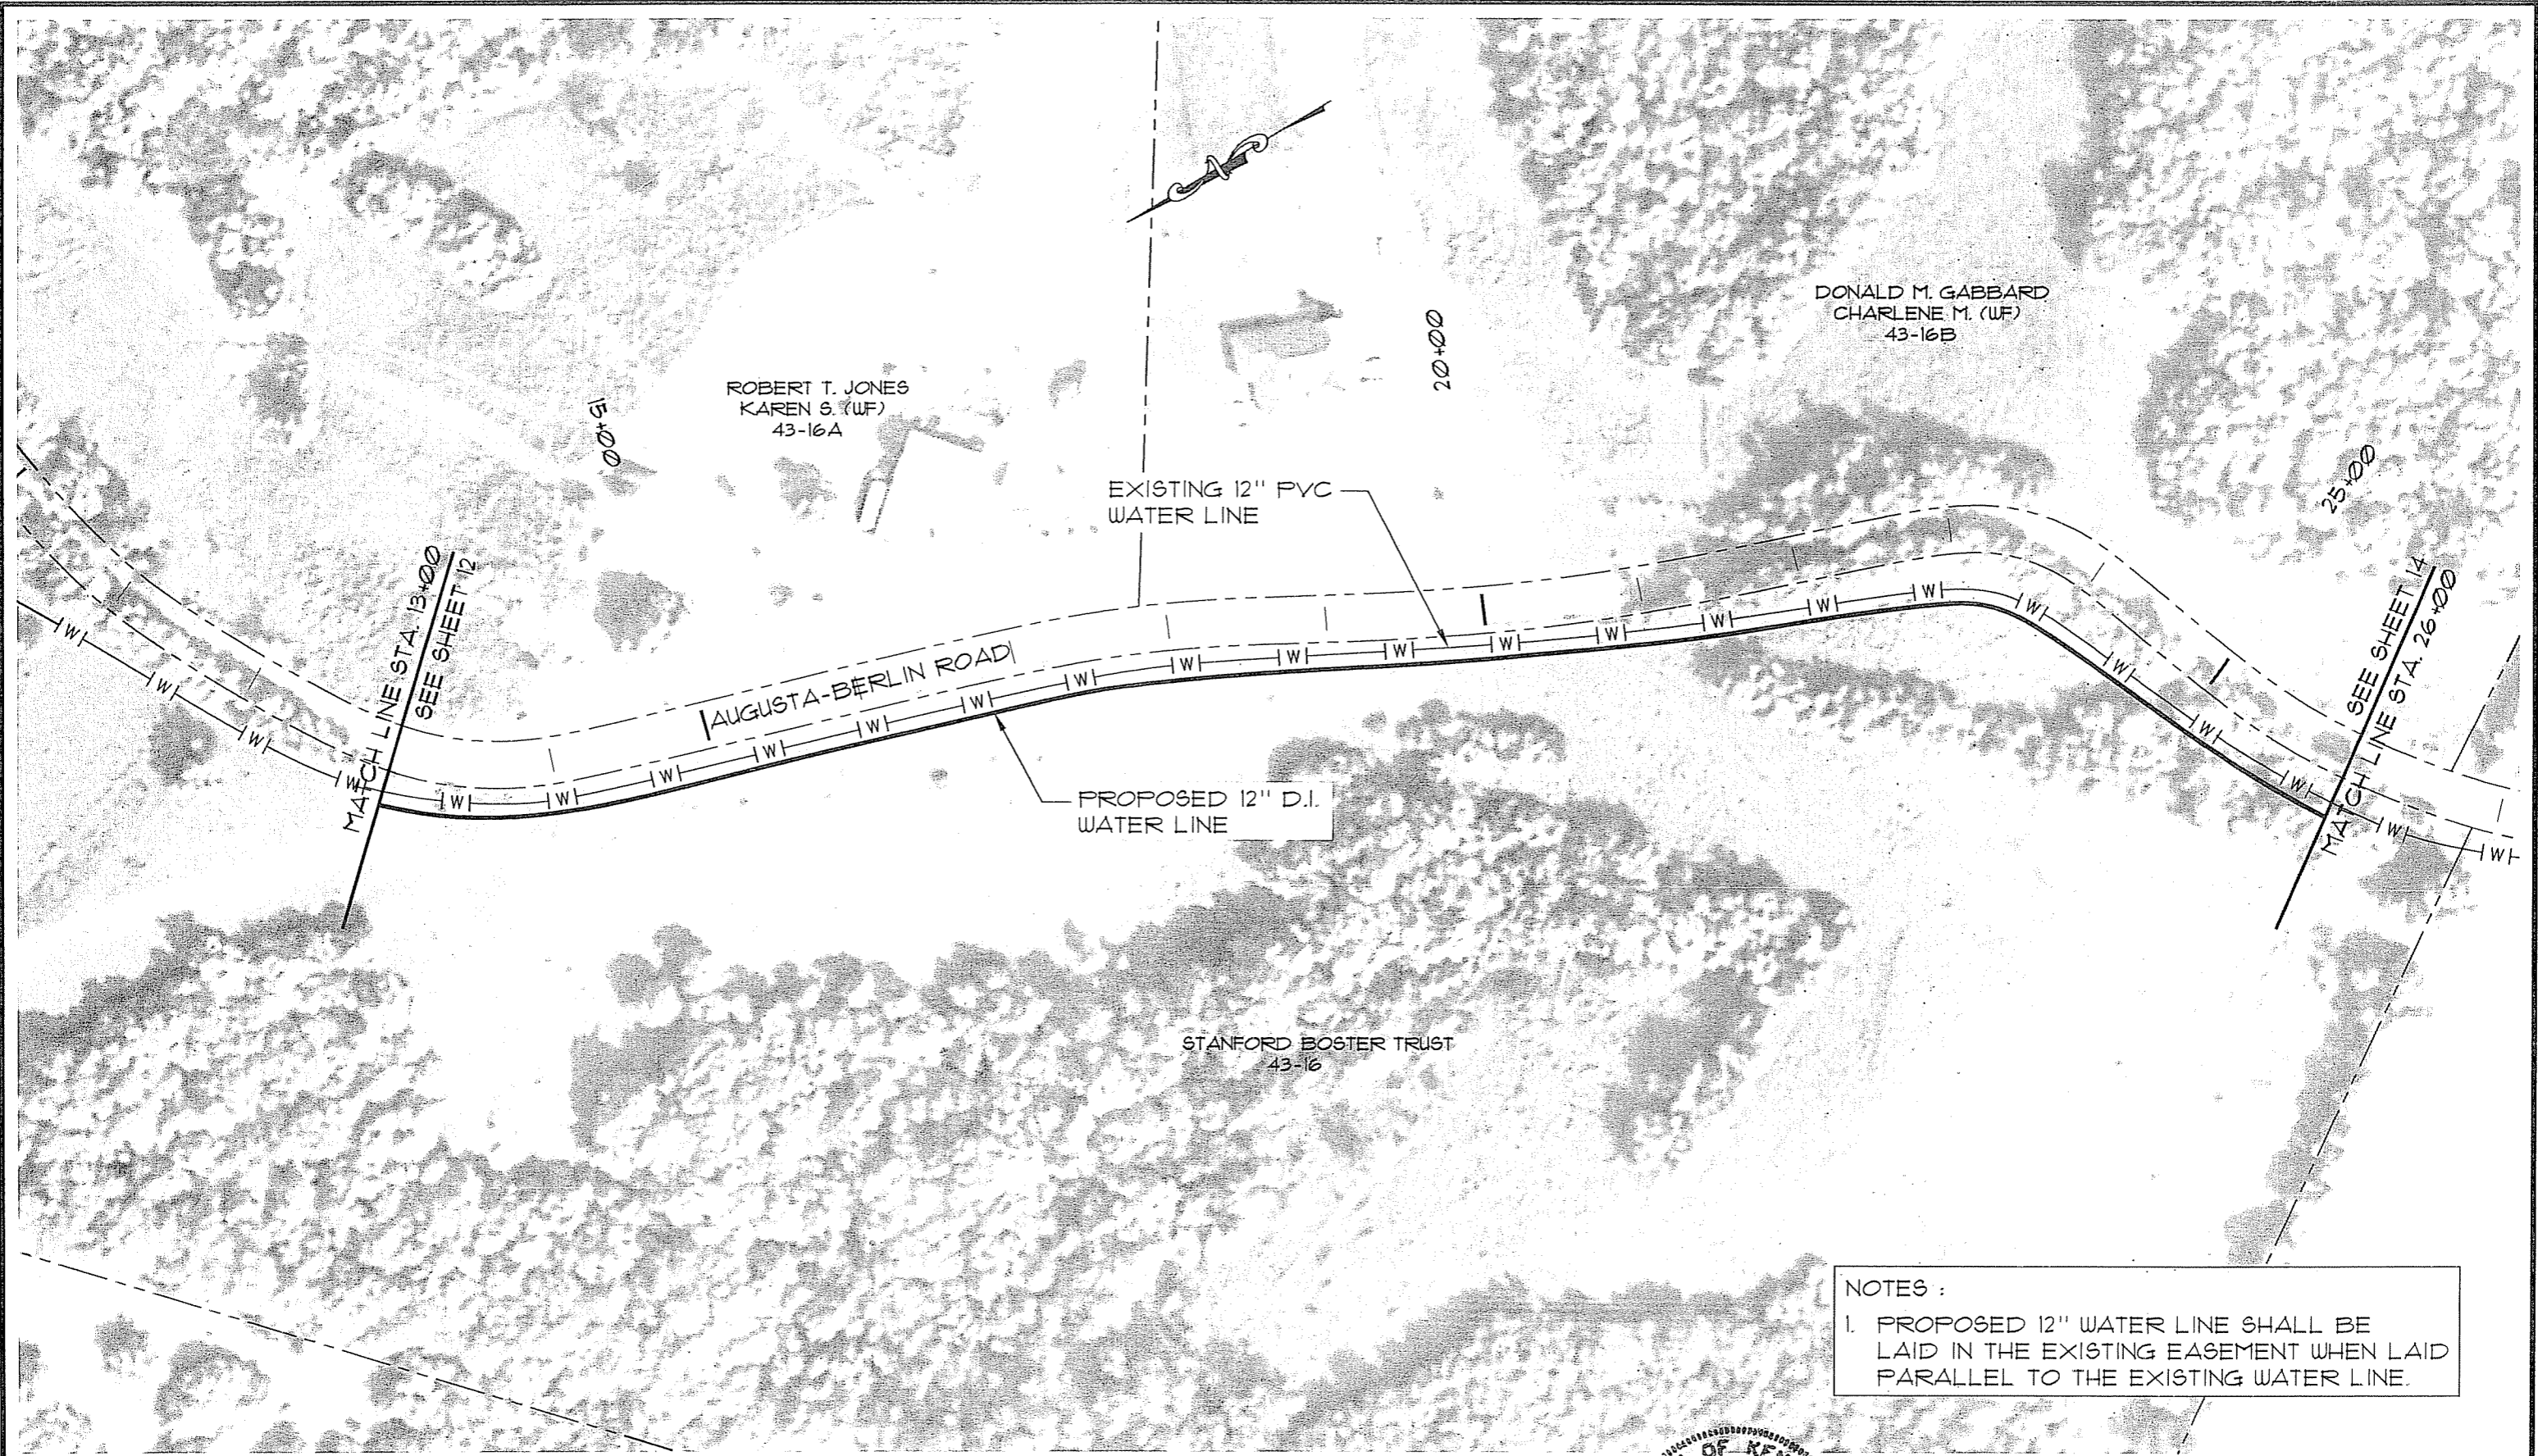 DONALD M. GABBARD
CHARLENE M. (WF)
43-16B
20+00
ROBERT T. JONES
KAREN S. (WF)
43-16A
15+00
25+00
EXISTING 12" PVC
WATER LINE
MATCH LINE STA. 13+00
SEE SHEET 12
SEE SHEET 14
MATCH LINE STA. 26+00
AUGUSTA-BERLIN ROAD
W W W W W W W W W W W W W W W W W W W W W W W W W
PROPOSED 12" D.I.
WATER LINE
STANFORD BOSTER TRUST
43-16
NOTES :
1. PROPOSED 12" WATER LINE SHALL BE
LAID IN THE EXISTING EASEMENT WHEN LAID
PARALLEL TO THE EXISTING WATER LINE.
OF